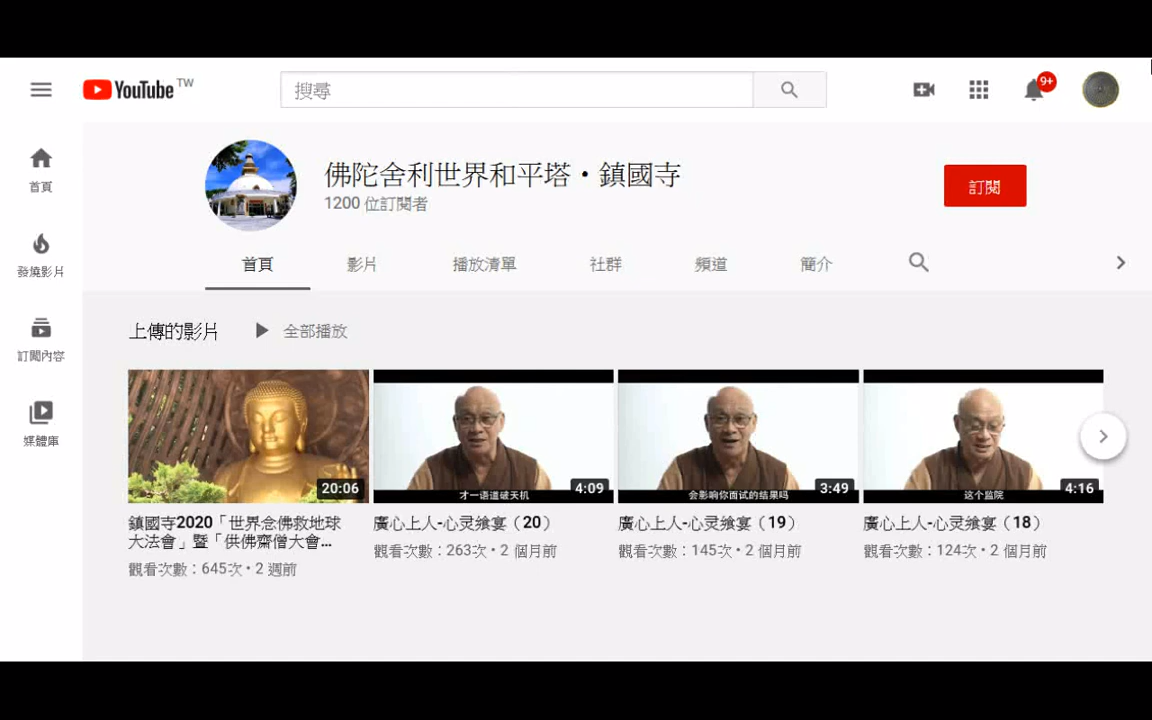 YouTube TW
搜尋
9+
首頁
發燒影片
訂閱內容
媒體庫
佛陀舍利世界和平塔・鎮國寺
1200 位訂閱者
訂閱
首頁 影片 播放清單 社群 頻道 簡介
上傳的影片 全部播放
20:06
才一语道破天机
4:09
会影响你面试的结果吗
3:49
这个监院
4:16
鎮國寺2020「世界念佛救地球
大法會」暨「供佛齋僧大會...
觀看次數：645次・2 週前
廣心上人-心灵飨宴（20）
觀看次數：263次・2 個月前
廣心上人-心灵飨宴（19）
觀看次數：145次・2 個月前
廣心上人-心灵飨宴（18）
觀看次數：124次・2 個月前